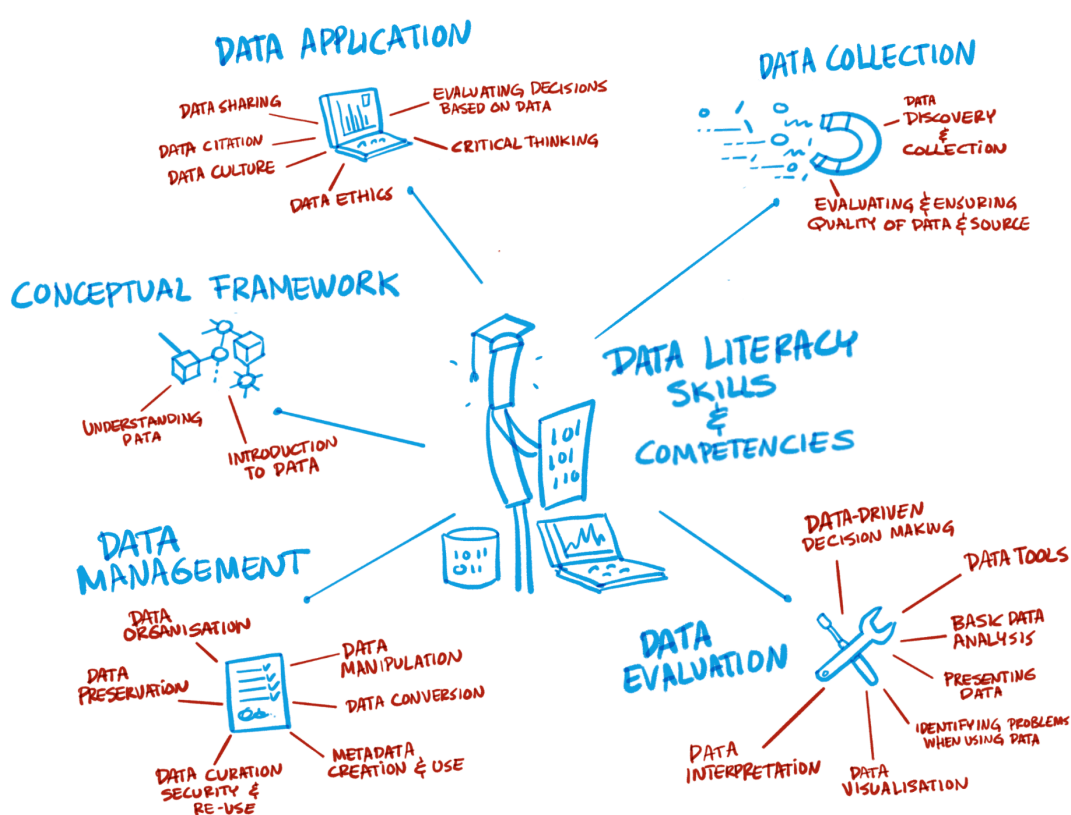 DATA APPLICATION
DATA SHARING
DATA CITATION
DATA CULTURE
DATA ETHICS
EVALUATING DECISIONS
BASED ON DATA
CRITICAL THINKING
DATA COLLECTION
DATA
DISCOVERY
&
COLLECTION
EVALUATING & ENSURING
QUALITY OF DATA & SOURCE
CONCEPTUAL FRAMEWORK
UNDERSTANDING
DATA
INTRODUCTION
TO DATA
DATA LITERACY
SKILLS
&
COMPETENCIES
101
101
110
1011
011
DATA
MANAGEMENT
DATA
ORGANISATION
DATA
PRESERVATION
DATA CURATION
SECURITY &
RE-USE
DATA
MANIPULATION
DATA CONVERSION
METADATA
CREATION & USE
DATA
EVALUATION
DATA-DRIVEN
DECISION MAKING
DATA TOOLS
BASIC DATA
ANALYSIS
PRESENTING
DATA
IDENTIFYING PROBLEMS
WHEN USING DATA
DATA
VISUALISATION
DATA
INTERPRETATION